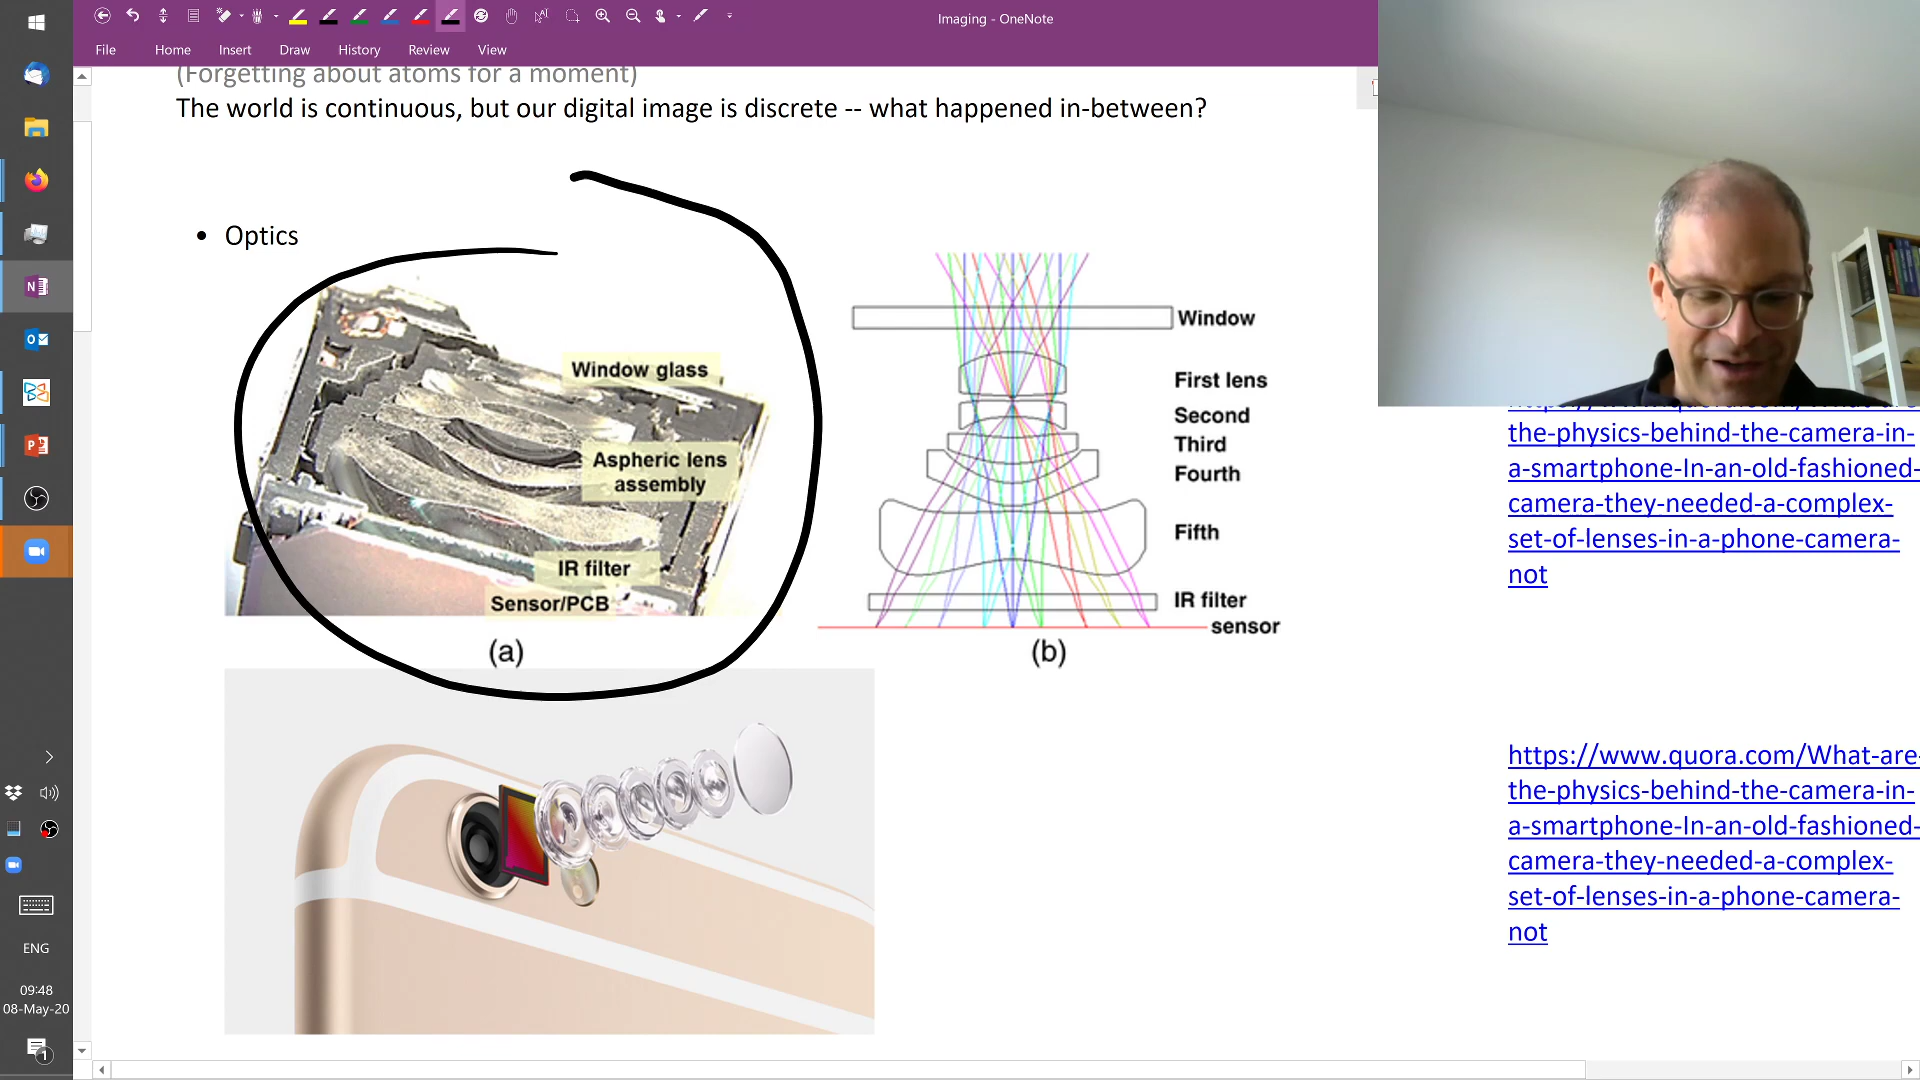 Imaging - OneNote
File Home Insert Draw History Review View
(Forgetting about atoms for a moment)
The world is continuous, but our digital image is discrete -- what happened in-between?
• Optics
Window glass
Aspheric lens
assembly
IR filter
Sensor/PCB
(a)
Window
First lens
Second
Third
Fourth
Fifth
IR filter
sensor
(b)
the-physics-behind-the-camera-in-
a-smartphone-In-an-old-fashioned-
camera-they-needed-a-complex-
set-of-lenses-in-a-phone-camera-
not
https://www.quora.com/What-are-
the-physics-behind-the-camera-in-
a-smartphone-In-an-old-fashioned-
camera-they-needed-a-complex-
set-of-lenses-in-a-phone-camera-
not
ENG
09:48
08-May-20
1